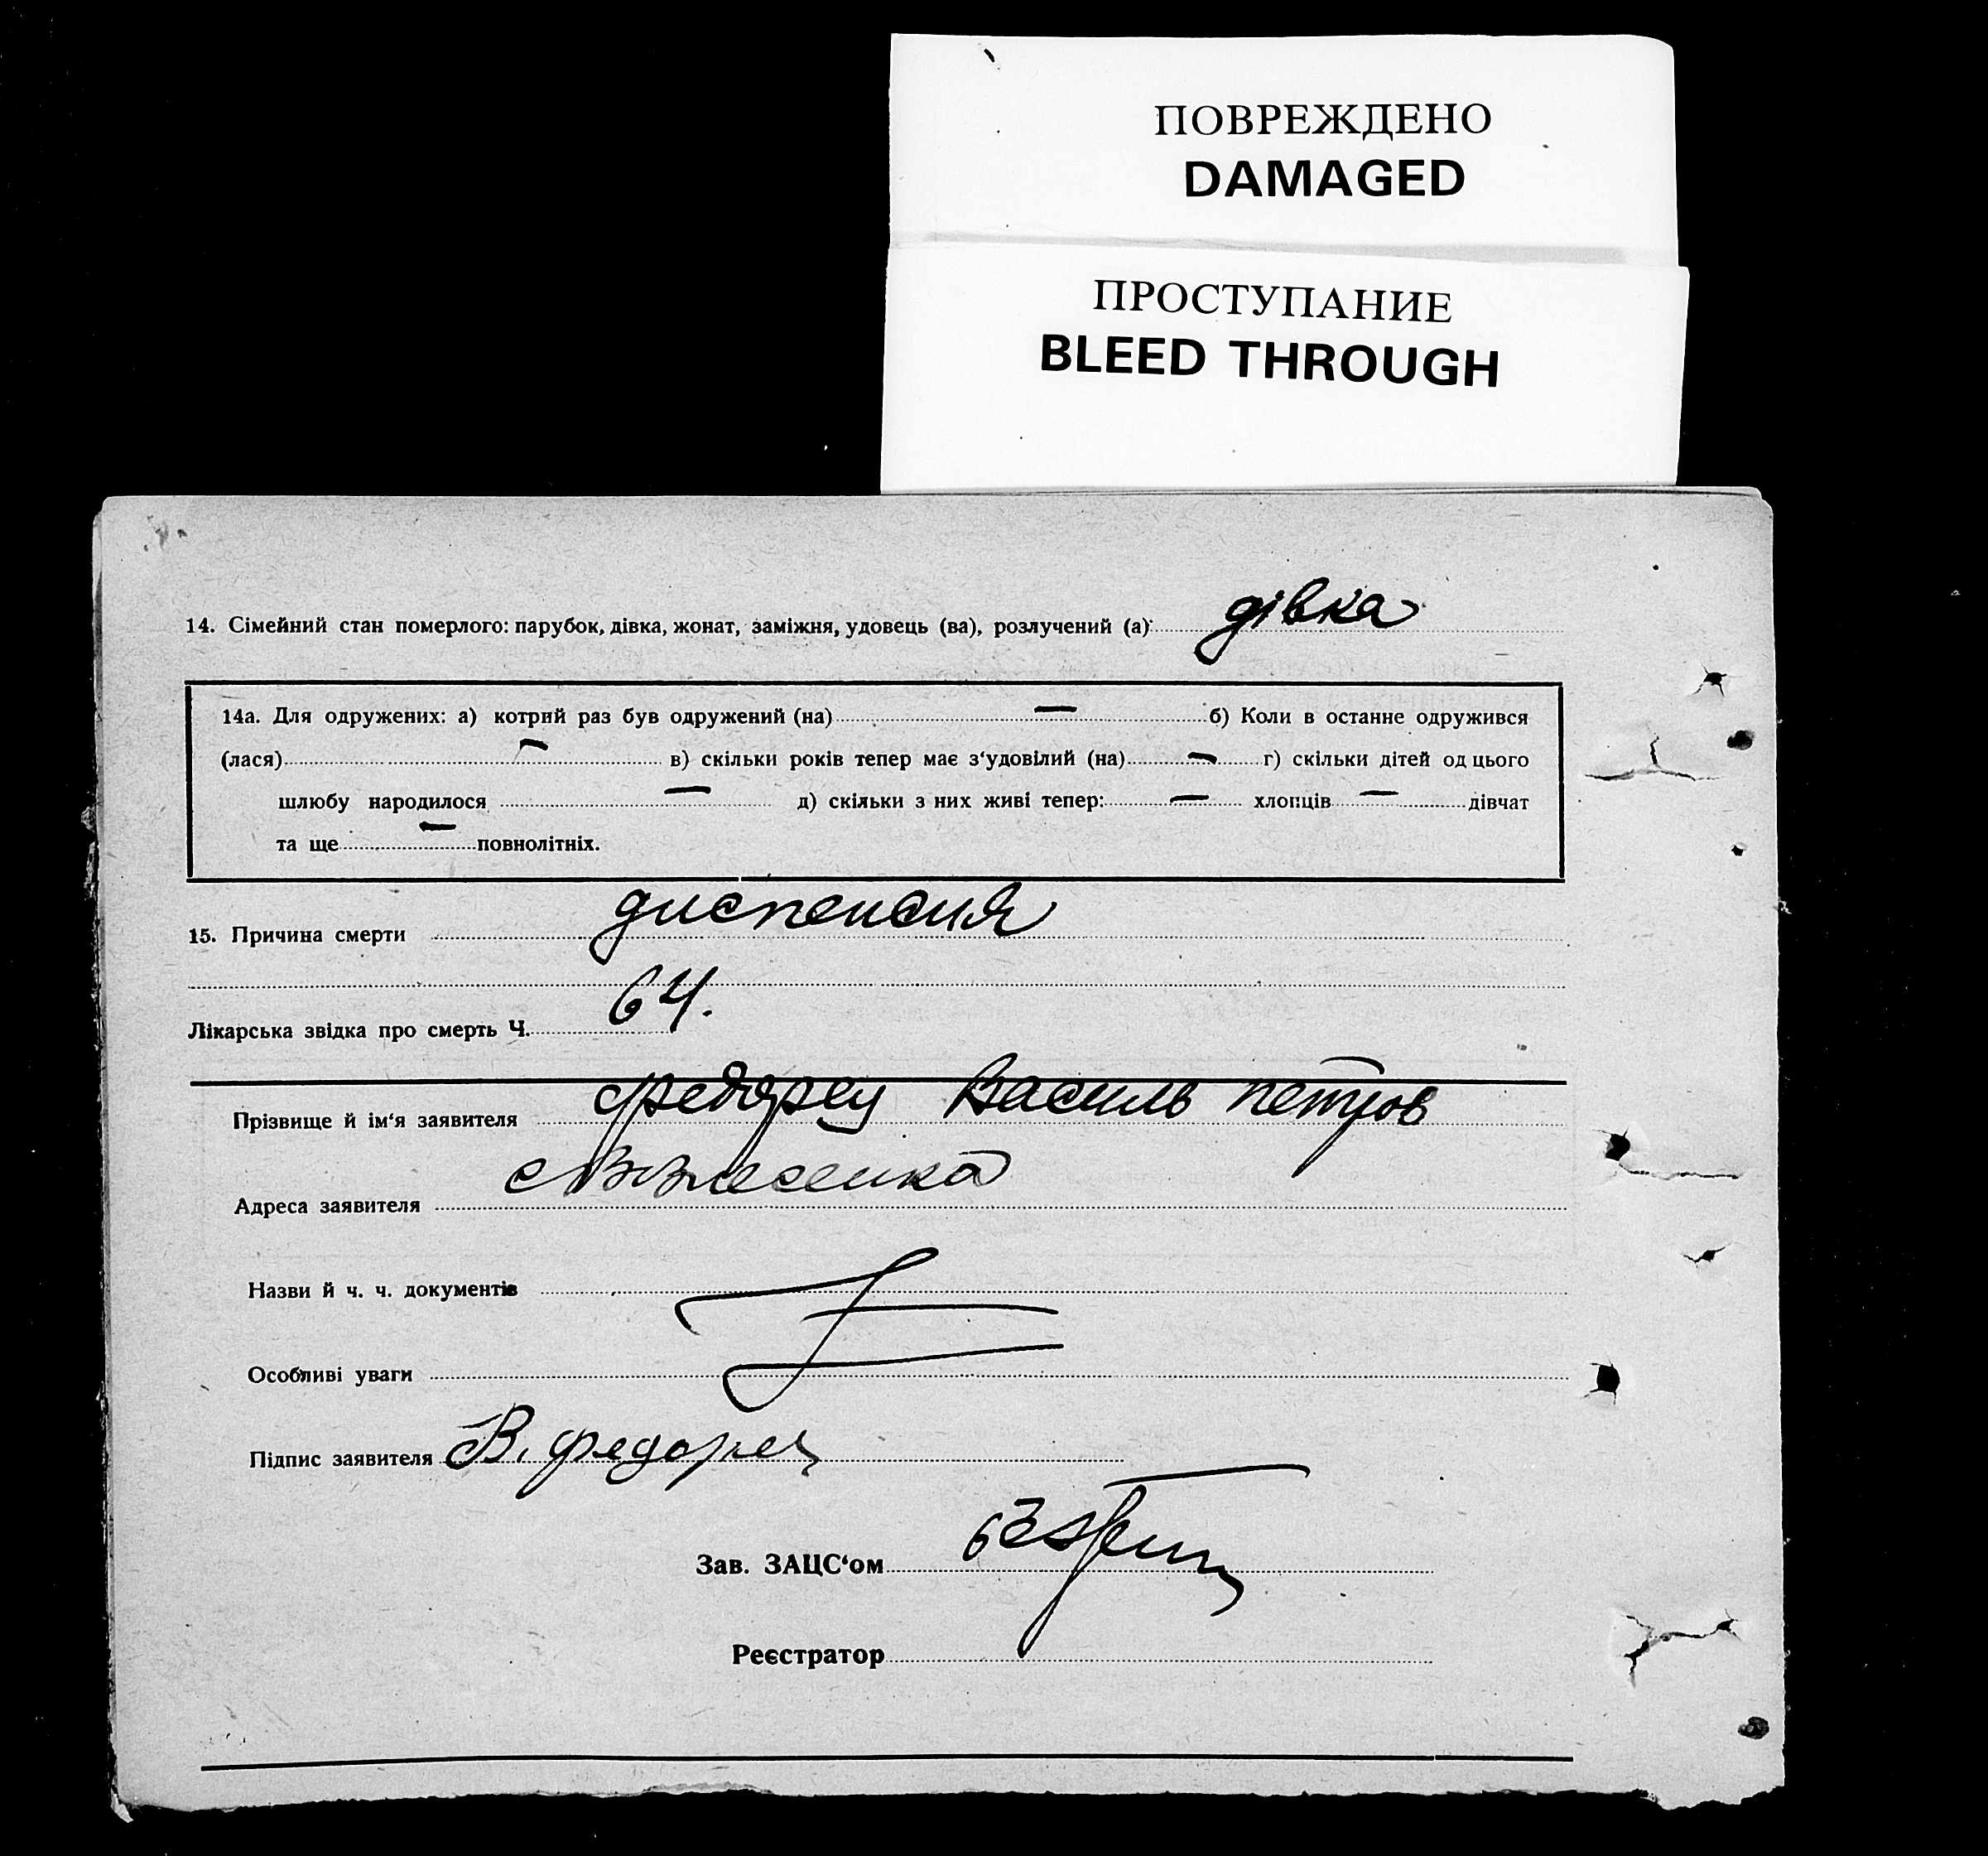 ПОВРЕЖДЕНО
DAMAGED
ПРОСТУПАНИЕ
BLEED THROUGH
14. Сімейний стан померлого: парубок, дівка, жонат, заміжня, удовець (ва), розлучений (а) дівка
14а. Для одружених: а) котрий раз був одружений (на) — б) Коли в останне одружився
(лася) — в) скільки років тепер має з‘удовілий (на) — г) скільки дітей од цього
шлюбу народилося — д) скільки з них живі тепер: — хлопців — дівчат
та ще — повнолітніх.
15. Причина смерти диспепсия
Лікарська звідка про смерть Ч. 64.
Прізвище й ім‘я заявителя Федорец Василь Петров
Адреса заявителя
Назви й ч. ч. документів
Особливі уваги
Підпис заявителя В. Федорец
Зав. ЗАЦС‘ом
Реєстратор